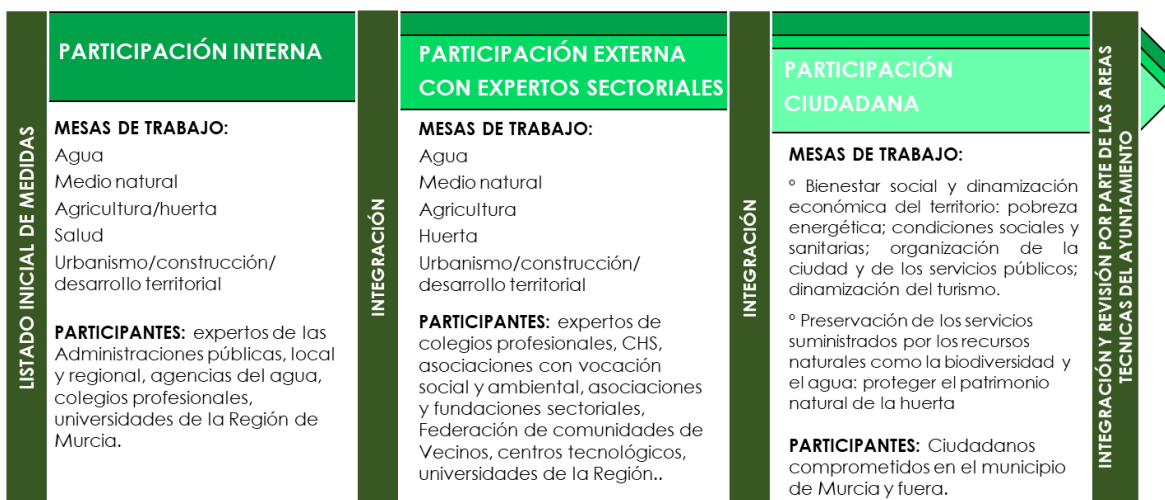 LISTADO INICIAL DE MEDIDAS
PARTICIPACIÓN INTERNA
MESAS DE TRABAJO:
Agua
Medio natural
Agricultura/huerta
Salud
Urbanismo/construcción/
desarrollo territorial
PARTICIPANTES: expertos de las
Administraciones públicas, local
y regional, agencias del agua,
colegios profesionales,
universidades de la Región de
Murcia.
INTEGRACIÓN
PARTICIPACIÓN EXTERNA
CON EXPERTOS SECTORIALES
MESAS DE TRABAJO:
Agua
Medio natural
Agricultura
Huerta
Urbanismo/construcción/
desarrollo territorial
PARTICIPANTES: expertos de
colegios profesionales, CHS,
asociaciones con vocación
social y ambiental, asociaciones
y fundaciones sectoriales,
Federación de comunidades de
Vecinos, centros tecnológicos,
universidades de la Región..
INTEGRACIÓN
PARTICIPACIÓN
CIUDADANA
MESAS DE TRABAJO:
° Bienestar social y dinamización
económica del territorio: pobreza
energética; condiciones sociales y
sanitarias; organización de la
ciudad y de los servicios públicos;
dinamización del turismo.
° Preservación de los servicios
suministrados por los recursos
naturales como la biodiversidad y
el agua: proteger el patrimonio
natural de la huerta
PARTICIPANTES: Ciudadanos
comprometidos en el municipio
de Murcia y fuera.
INTEGRACIÓN Y REVISIÓN POR PARTE DE LAS AREAS
TECNICAS DEL AYUNTAMIENTO